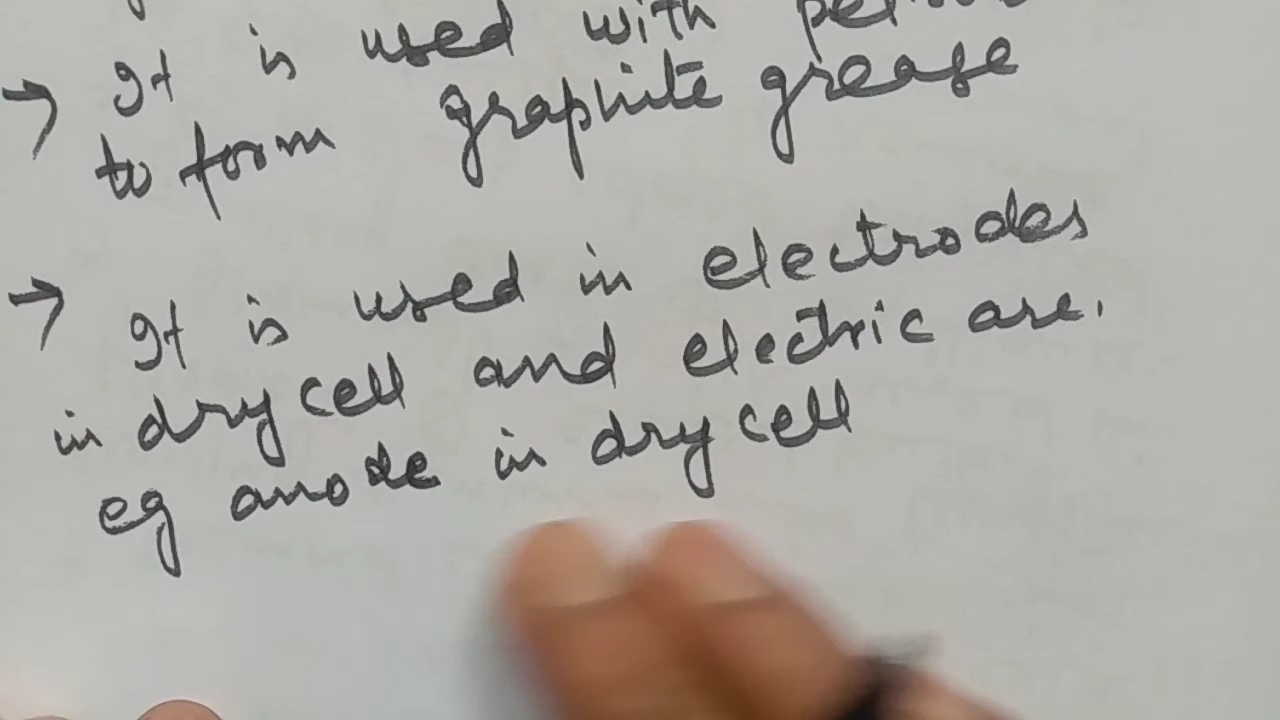 → It is used with
to form graphite grease
→ It is used in electrodes
in dry cell and electric arc.
eg anode in dry cell